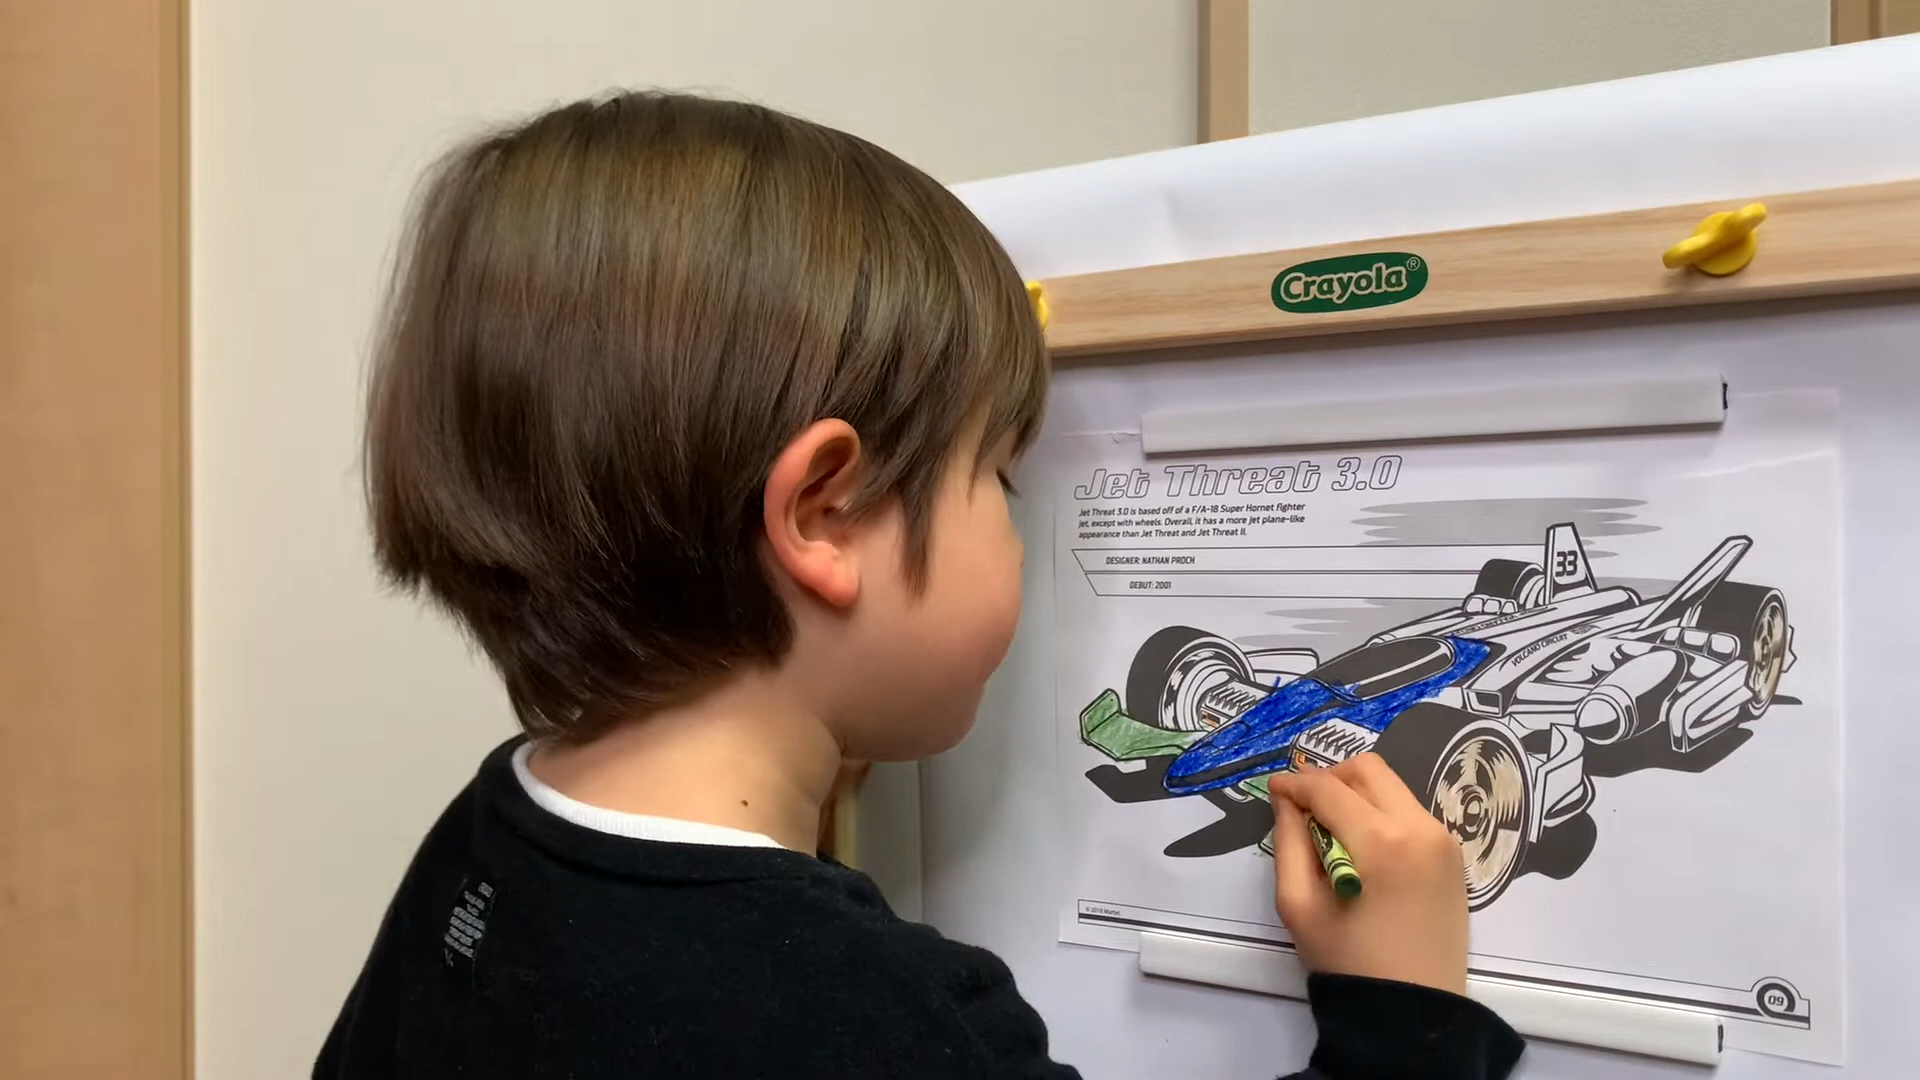 Crayola®
Jet Threat 3.0
Jet Threat 3.0 is based off of a F/A-18 Super Hornet fighter
jet, except with wheels. Overall, it has a more jet plane-like
appearance than Jet Threat and Jet Threat II.
DESIGNER: NATHAN PROCH
DEBUT: 2001
33
VOLCANO CIRCUIT
© 2018 Mattel
09